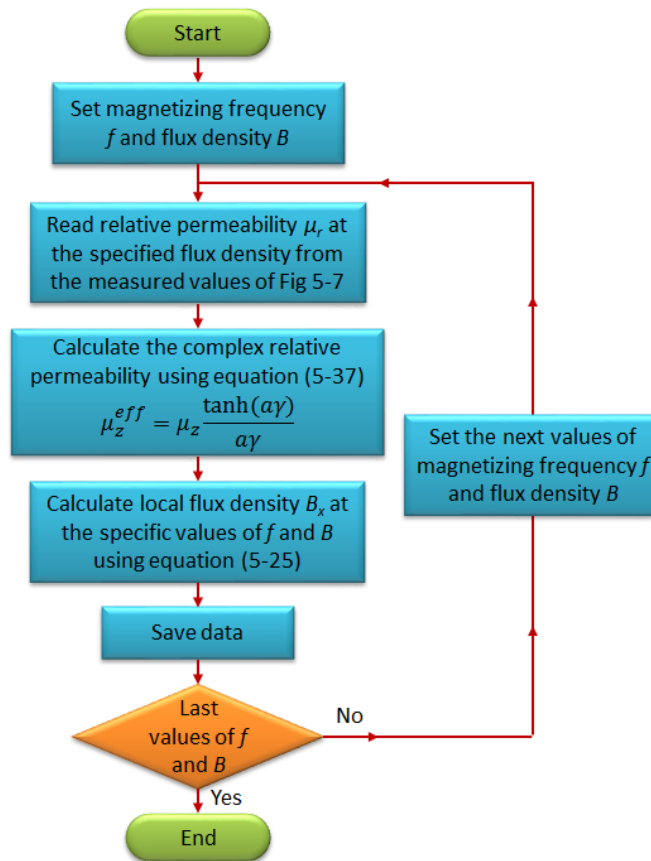 Start
Set magnetizing frequency
f and flux density B
Read relative permeability μr at
the specified flux density from
the measured values of Fig 5-7
Calculate the complex relative
permeability using equation (5-37)
μ_z^{eff} = μ_z tanh(aγ)/aγ
Calculate local flux density Bx at
the specific values of f and B
using equation (5-25)
Save data
Last
values of f
and B
No
Yes
End
Set the next values of
magnetizing frequency f
and flux density B